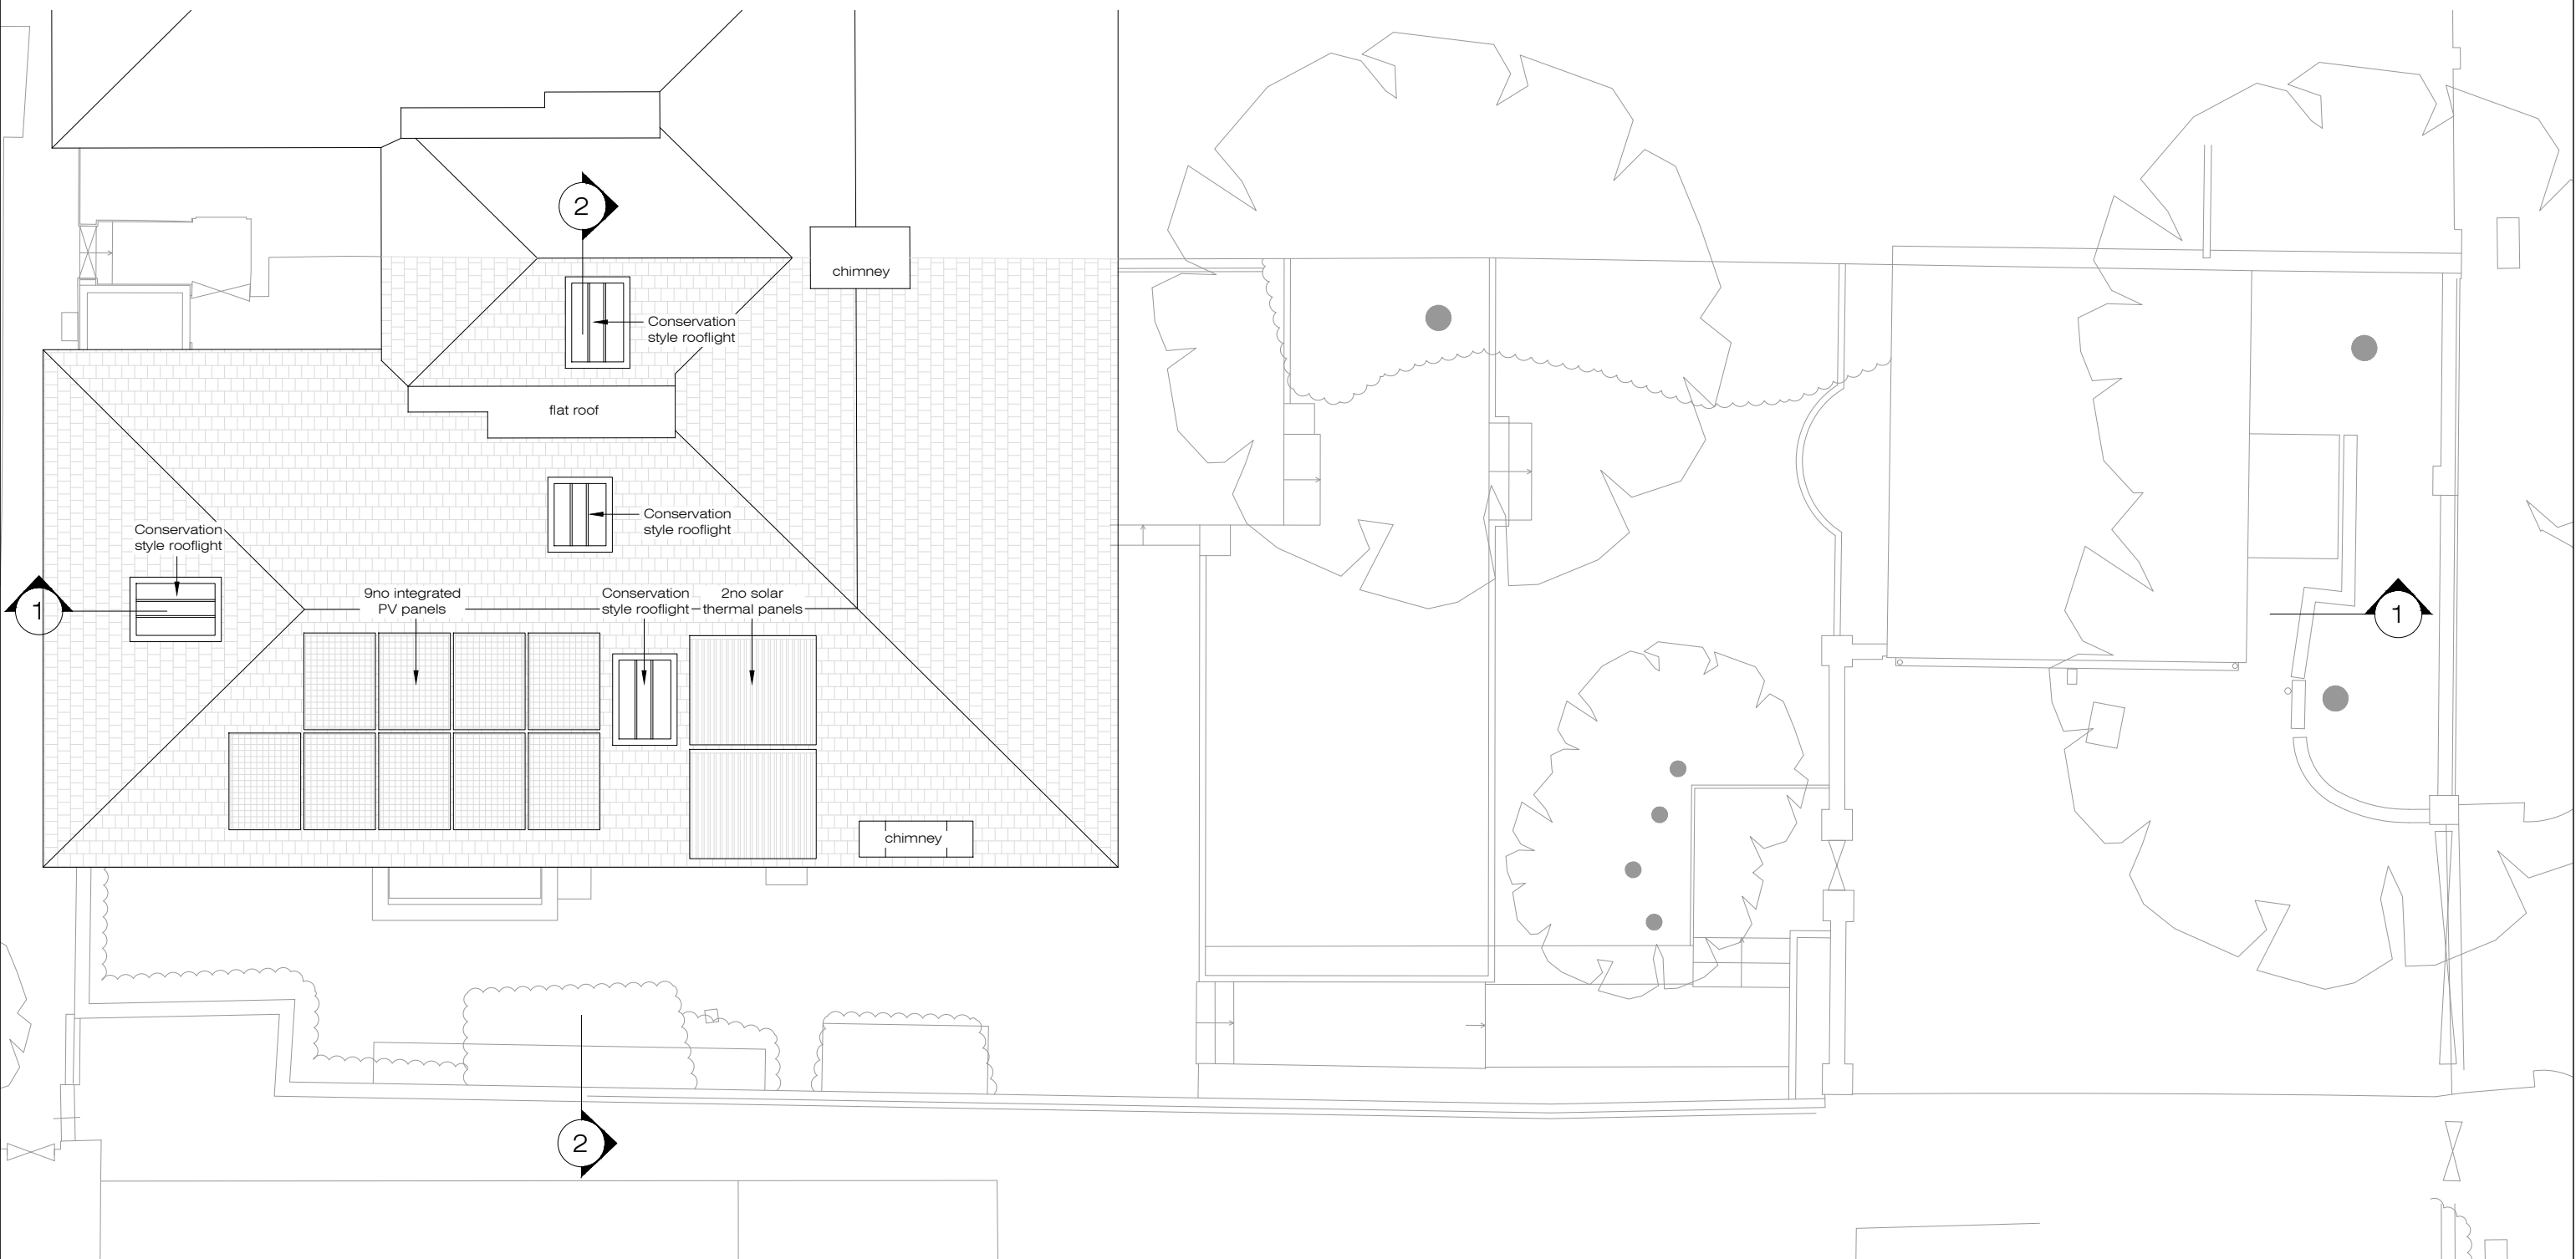 2
chimney
Conservation
style rooflight
flat roof
Conservation
style rooflight
Conservation
style rooflight
1
9no integrated
PV panels
Conservation
style rooflight
2no solar
thermal panels
1
chimney
2